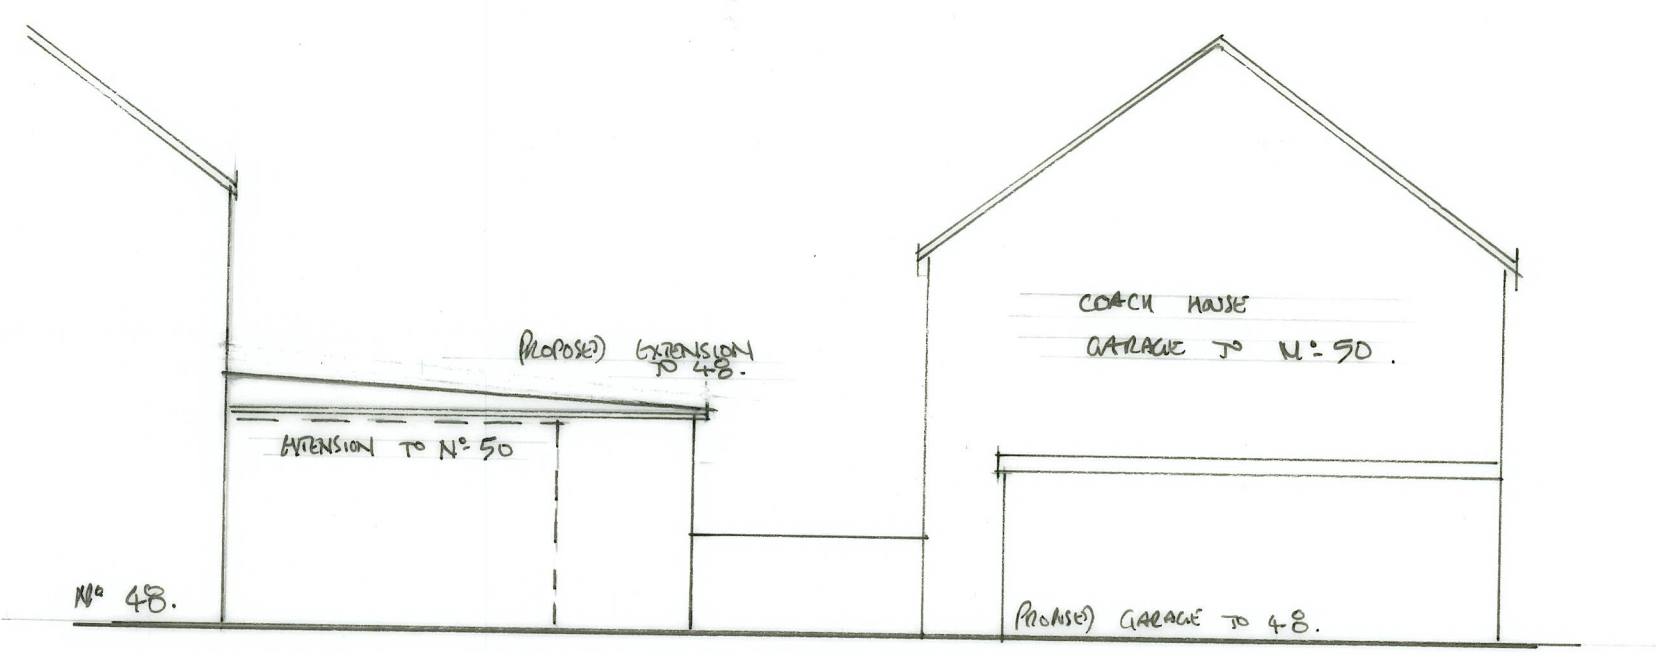 PROPOSED EXTENSION
TO 48.
COACH HOUSE
GARAGE TO Nº 50.
EXTENSION TO Nº 50
Nº 48.
PROPOSED GARAGE TO 48.